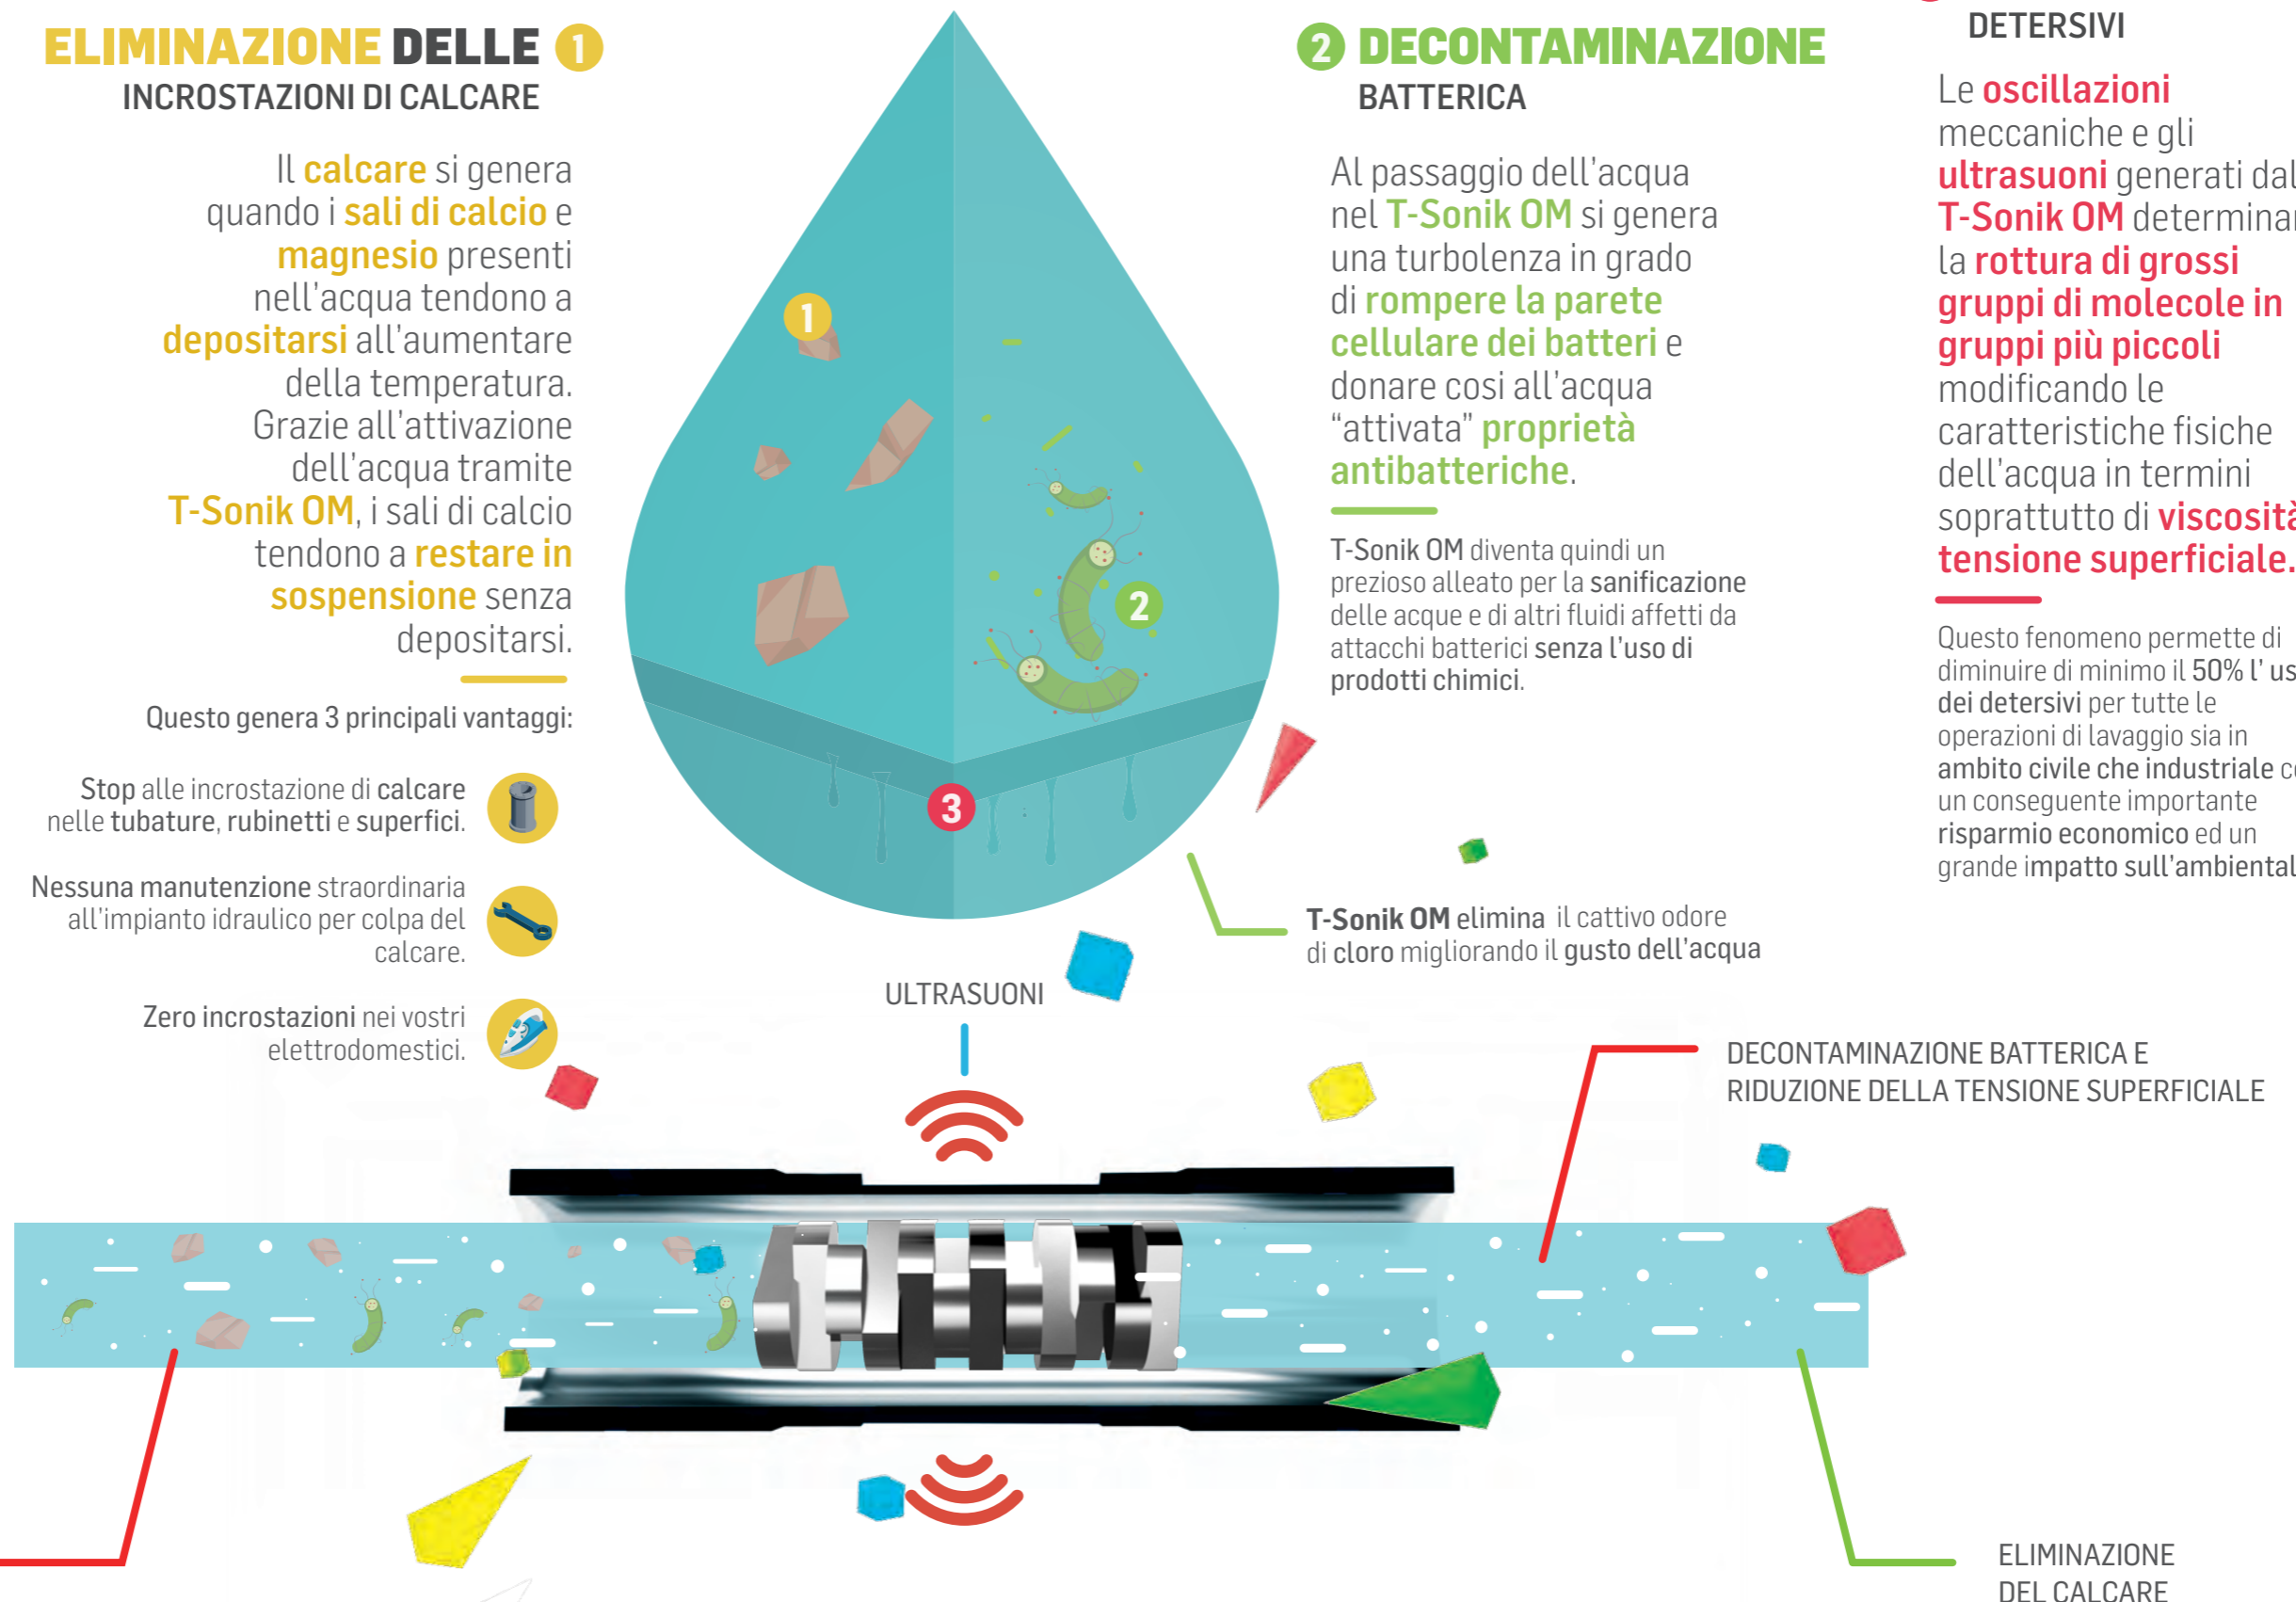 ELIMINAZIONE DELLE 1
INCROSTAZIONI DI CALCARE
Il calcare si genera
quando i sali di calcio e
magnesio presenti
nell'acqua tendono a
depositarsi all'aumentare
della temperatura.
Grazie all'attivazione
dell'acqua tramite
T-Sonik OM, i sali di calcio
tendono a restare in
sospensione senza
depositarsi.
Questo genera 3 principali vantaggi:
Stop alle incrostazione di calcare
nelle tubature, rubinetti e superfici.
Nessuna manutenzione straordinaria
all'impianto idraulico per colpa del
calcare.
Zero incrostazioni nei vostri
elettrodomestici.
1
2
3
2 DECONTAMINAZIONE
BATTERICA
Al passaggio dell'acqua
nel T-Sonik OM si genera
una turbolenza in grado
di rompere la parete
cellulare dei batteri e
donare cosi all'acqua
“attivata” proprietà
antibatteriche.
T-Sonik OM diventa quindi un
prezioso alleato per la sanificazione
delle acque e di altri fluidi affetti da
attacchi batterici senza l'uso di
prodotti chimici.
T-Sonik OM elimina il cattivo odore
di cloro migliorando il gusto dell'acqua
DETERSIVI
Le oscillazioni
meccaniche e gli
ultrasuoni generati dal
T-Sonik OM
la rottura di grossi
gruppi di molecole in
gruppi più piccoli
modificando le
caratteristiche fisiche
dell'acqua in termini
soprattutto di viscosità
tensione superficiale.
Questo fenomeno permette di
diminuire di minimo il 50% l'
dei detersivi per tutte le
operazioni di lavaggio sia in
ambito civile che industriale
un conseguente importante
risparmio economico ed un
grande impatto
ULTRASUONI
DECONTAMINAZIONE BATTERICA E
RIDUZIONE DELLA TENSIONE SUPERFICIALE
ELIMINAZIONE
DEL CALCARE